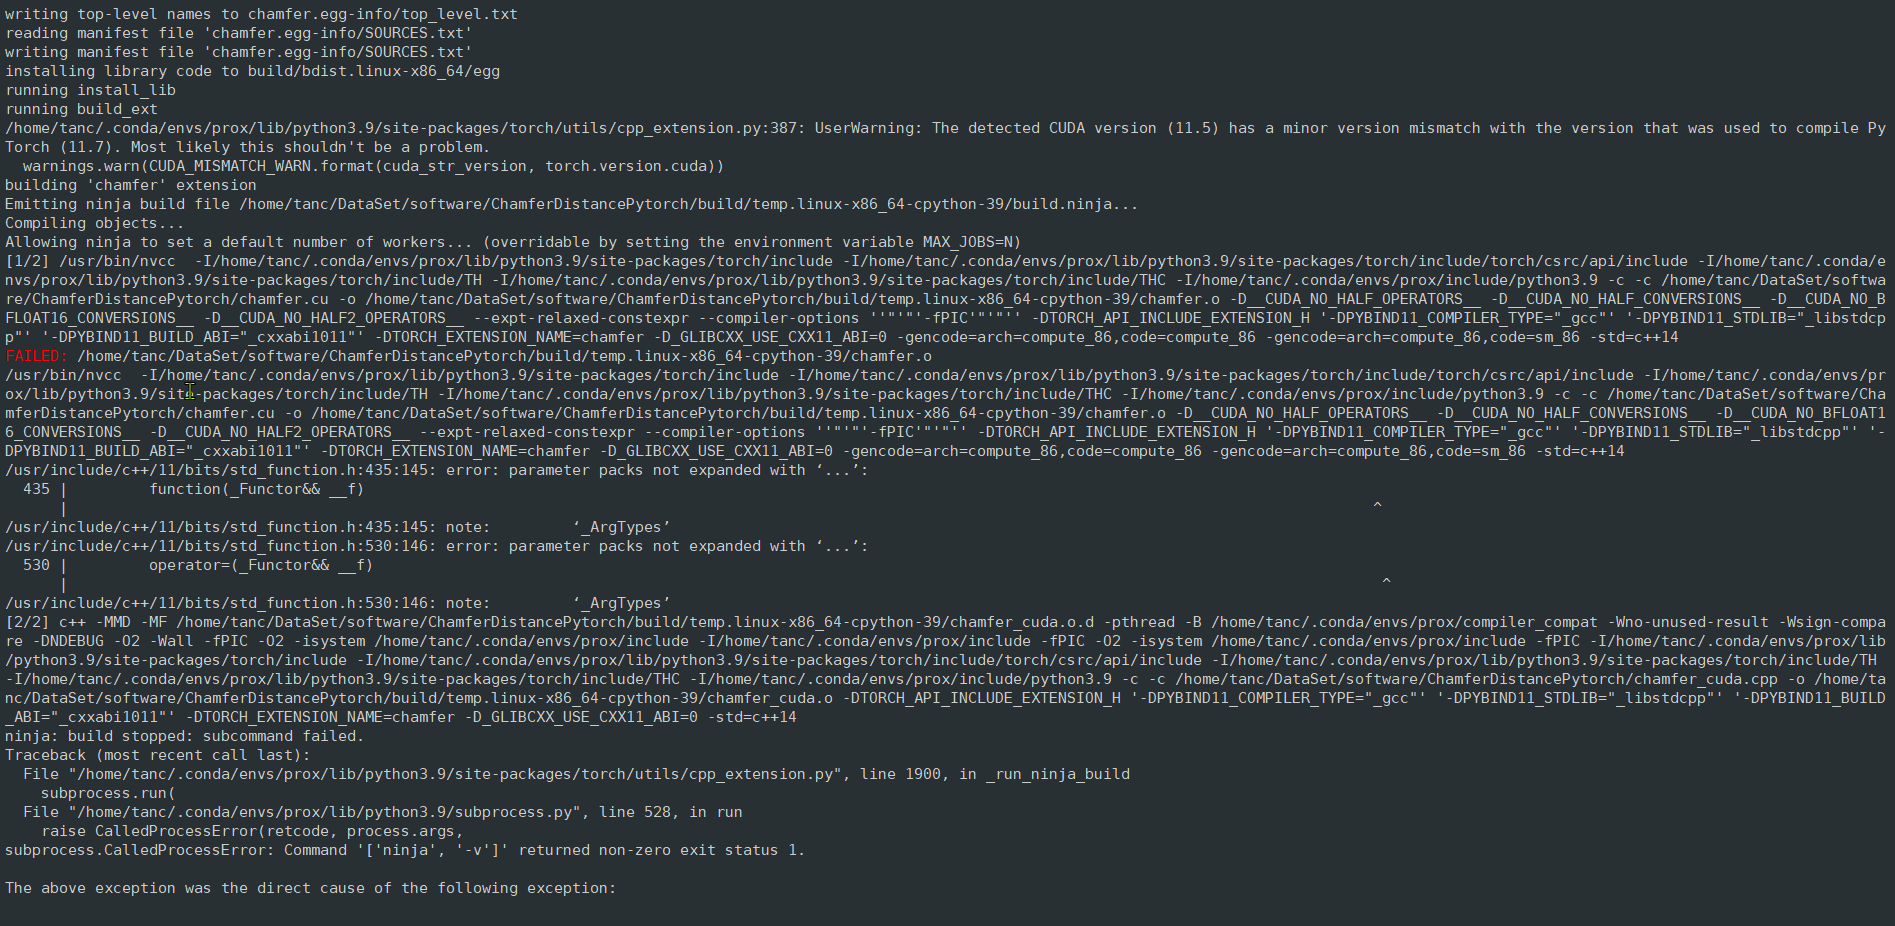 writing top-level names to chamfer.egg-info/top_level.txt
reading manifest file 'chamfer.egg-info/SOURCES.txt'
writing manifest file 'chamfer.egg-info/SOURCES.txt'
installing library code to build/bdist.linux-x86_64/egg
running install_lib
running build_ext
/home/tanc/.conda/envs/prox/lib/python3.9/site-packages/torch/utils/cpp_extension.py:387: UserWarning: The detected CUDA version (11.5) has a minor version mismatch with the version that was used to compile Py
Torch (11.7). Most likely this shouldn't be a problem.
  warnings.warn(CUDA_MISMATCH_WARN.format(cuda_str_version, torch.version.cuda))
building 'chamfer' extension
Emitting ninja build file /home/tanc/DataSet/software/ChamferDistancePytorch/build/temp.linux-x86_64-cpython-39/build.ninja...
Compiling objects...
Allowing ninja to set a default number of workers... (overridable by setting the environment variable MAX_JOBS=N)
[1/2] /usr/bin/nvcc  -I/home/tanc/.conda/envs/prox/lib/python3.9/site-packages/torch/include -I/home/tanc/.conda/envs/prox/lib/python3.9/site-packages/torch/include/torch/csrc/api/include -I/home/tanc/.conda/e
nvs/prox/lib/python3.9/site-packages/torch/include/TH -I/home/tanc/.conda/envs/prox/lib/python3.9/site-packages/torch/include/THC -I/home/tanc/.conda/envs/prox/include/python3.9 -c -c /home/tanc/DataSet/softwa
re/ChamferDistancePytorch/chamfer.cu -o /home/tanc/DataSet/software/ChamferDistancePytorch/build/temp.linux-x86_64-cpython-39/chamfer.o -D__CUDA_NO_HALF_OPERATORS__ -D__CUDA_NO_HALF_CONVERSIONS__ -D__CUDA_NO_B
FLOAT16_CONVERSIONS__ -D__CUDA_NO_HALF2_OPERATORS__ --expt-relaxed-constexpr --compiler-options ''"'"'-fPIC'"'"'' -DTORCH_API_INCLUDE_EXTENSION_H '-DPYBIND11_COMPILER_TYPE="_gcc"' '-DPYBIND11_STDLIB="_libstdcp
p"' '-DPYBIND11_BUILD_ABI="_cxxabi1011"' -DTORCH_EXTENSION_NAME=chamfer -D_GLIBCXX_USE_CXX11_ABI=0 -gencode=arch=compute_86,code=compute_86 -gencode=arch=compute_86,code=sm_86 -std=c++14
FAILED: /home/tanc/DataSet/software/ChamferDistancePytorch/build/temp.linux-x86_64-cpython-39/chamfer.o
/usr/bin/nvcc  -I/home/tanc/.conda/envs/prox/lib/python3.9/site-packages/torch/include -I/home/tanc/.conda/envs/prox/lib/python3.9/site-packages/torch/include/torch/csrc/api/include -I/home/tanc/.conda/envs/pr
ox/lib/python3.9/site-packages/torch/include/TH -I/home/tanc/.conda/envs/prox/lib/python3.9/site-packages/torch/include/THC -I/home/tanc/.conda/envs/prox/include/python3.9 -c -c /home/tanc/DataSet/software/Cha
mferDistancePytorch/chamfer.cu -o /home/tanc/DataSet/software/ChamferDistancePytorch/build/temp.linux-x86_64-cpython-39/chamfer.o -D__CUDA_NO_HALF_OPERATORS__ -D__CUDA_NO_HALF_CONVERSIONS__ -D__CUDA_NO_BFLOAT1
6_CONVERSIONS__ -D__CUDA_NO_HALF2_OPERATORS__ --expt-relaxed-constexpr --compiler-options ''"'"'-fPIC'"'"'' -DTORCH_API_INCLUDE_EXTENSION_H '-DPYBIND11_COMPILER_TYPE="_gcc"' '-DPYBIND11_STDLIB="_libstdcpp"' '-
DPYBIND11_BUILD_ABI="_cxxabi1011"' -DTORCH_EXTENSION_NAME=chamfer -D_GLIBCXX_USE_CXX11_ABI=0 -gencode=arch=compute_86,code=compute_86 -gencode=arch=compute_86,code=sm_86 -std=c++14
/usr/include/c++/11/bits/std_function.h:435:145: error: parameter packs not expanded with ‘...’:
  435 |         function(_Functor&& __f)
      |                                                                                                                                                 ^
/usr/include/c++/11/bits/std_function.h:435:145: note:         ‘_ArgTypes’
/usr/include/c++/11/bits/std_function.h:530:146: error: parameter packs not expanded with ‘...’:
  530 |         operator=(_Functor&& __f)
      |                                                                                                                                                  ^
/usr/include/c++/11/bits/std_function.h:530:146: note:         ‘_ArgTypes’
[2/2] c++ -MMD -MF /home/tanc/DataSet/software/ChamferDistancePytorch/build/temp.linux-x86_64-cpython-39/chamfer_cuda.o.d -pthread -B /home/tanc/.conda/envs/prox/compiler_compat -Wno-unused-result -Wsign-compa
re -DNDEBUG -O2 -Wall -fPIC -O2 -isystem /home/tanc/.conda/envs/prox/include -I/home/tanc/.conda/envs/prox/include -fPIC -O2 -isystem /home/tanc/.conda/envs/prox/include -fPIC -I/home/tanc/.conda/envs/prox/lib
/python3.9/site-packages/torch/include -I/home/tanc/.conda/envs/prox/lib/python3.9/site-packages/torch/include/torch/csrc/api/include -I/home/tanc/.conda/envs/prox/lib/python3.9/site-packages/torch/include/TH
-I/home/tanc/.conda/envs/prox/lib/python3.9/site-packages/torch/include/THC -I/home/tanc/.conda/envs/prox/include/python3.9 -c -c /home/tanc/DataSet/software/ChamferDistancePytorch/chamfer_cuda.cpp -o /home/ta
nc/DataSet/software/ChamferDistancePytorch/build/temp.linux-x86_64-cpython-39/chamfer_cuda.o -DTORCH_API_INCLUDE_EXTENSION_H '-DPYBIND11_COMPILER_TYPE="_gcc"' '-DPYBIND11_STDLIB="_libstdcpp"' '-DPYBIND11_BUILD
_ABI="_cxxabi1011"' -DTORCH_EXTENSION_NAME=chamfer -D_GLIBCXX_USE_CXX11_ABI=0 -std=c++14
ninja: build stopped: subcommand failed.
Traceback (most recent call last):
  File "/home/tanc/.conda/envs/prox/lib/python3.9/site-packages/torch/utils/cpp_extension.py", line 1900, in _run_ninja_build
    subprocess.run(
  File "/home/tanc/.conda/envs/prox/lib/python3.9/subprocess.py", line 528, in run
    raise CalledProcessError(retcode, process.args,
subprocess.CalledProcessError: Command '['ninja', '-v']' returned non-zero exit status 1.

The above exception was the direct cause of the following exception: